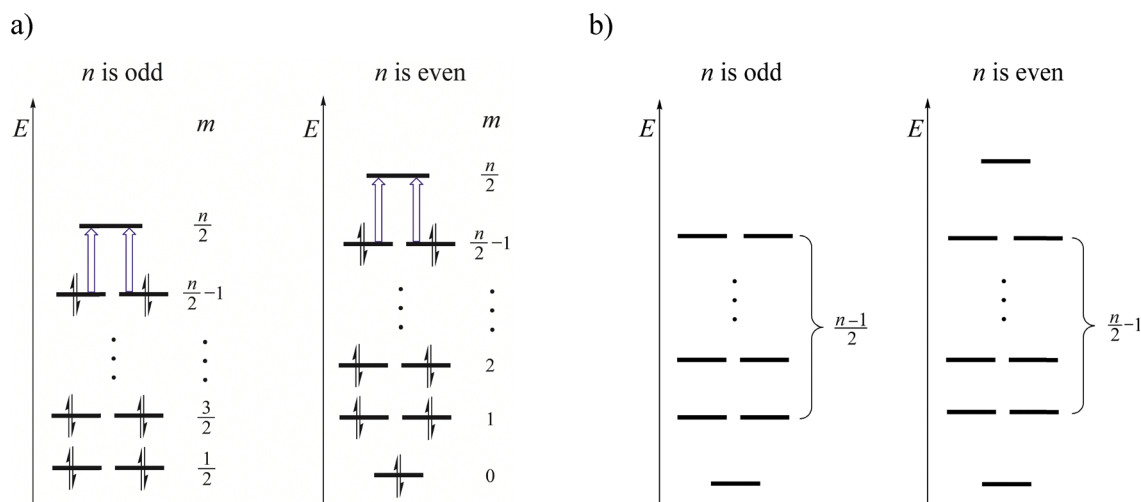 a)
n is odd
E
m
n/2
n/2 −1
3/2
1/2
n is even
E
m
n/2
n/2 −1
2
1
0
b)
n is odd
E
n−1/2
n is even
E
n/2 −1